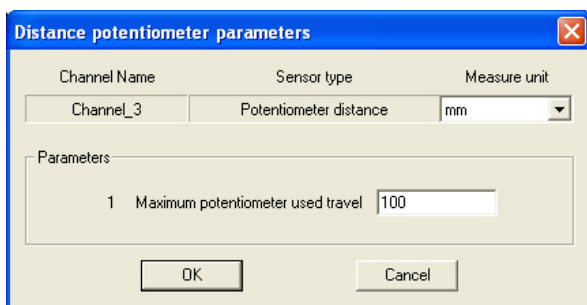 Distance potentiometer parameters
Channel Name Sensor type Measure unit
Channel_3 Potentiometer distance mm
Parameters
1 Maximum potentiometer used travel 100
OK Cancel